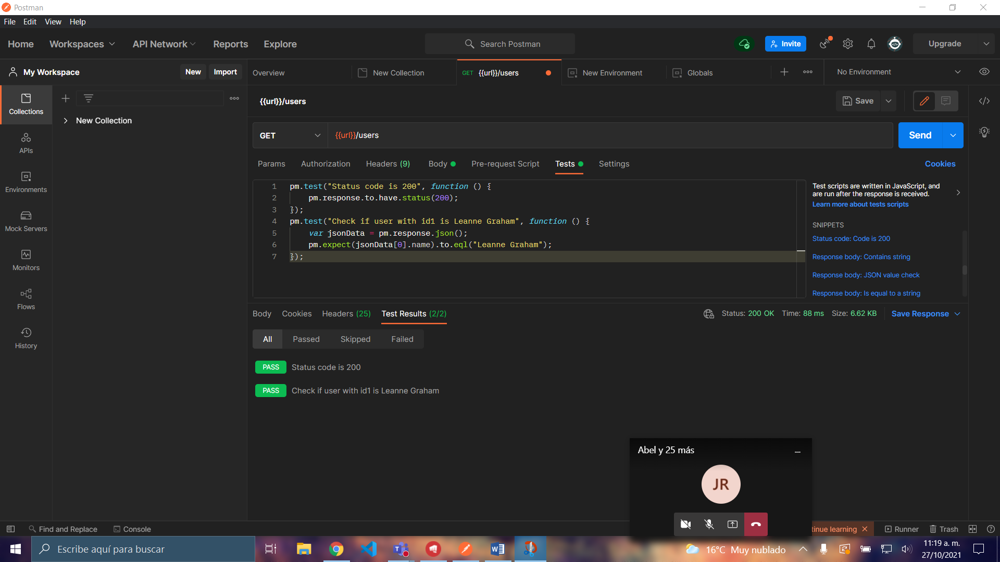 Postman
File Edit View Help
Home Workspaces API Network Reports Explore Search Postman Invite Upgrade
My Workspace New Import Overview New Collection GET {{url}}/users New Environment Globals No Environment
{{url}}/users Save
Collections
New Collection
APIs
Environments
Mock Servers
Monitors
Flows
History
GET {{url}}/users Send
Params Authorization Headers (9) Body Pre-request Script Tests Settings Cookies
1 pm.test("Status code is 200", function () {
2 pm.response.to.have.status(200);
3 });
4 pm.test("Check if user with id1 is Leanne Graham", function () {
5 var jsonData = pm.response.json();
6 pm.expect(jsonData[0].name).to.eql("Leanne Graham");
7 });
Test scripts are written in JavaScript, and
are run after the response is received.
Learn more about tests scripts
SNIPPETS
Status code: Code is 200
Response body: Contains string
Response body: JSON value check
Response body: Is equal to a string
Body Cookies Headers (25) Test Results (2/2) Status: 200 OK Time: 88 ms Size: 6.62 KB Save Response
All Passed Skipped Failed
PASS Status code is 200
PASS Check if user with id1 is Leanne Graham
Abel y 25 más
JR
Find and Replace Console tinue learning Runner Trash
Escribe aquí para buscar 16°C Muy nublado 11:19 a. m.
27/10/2021